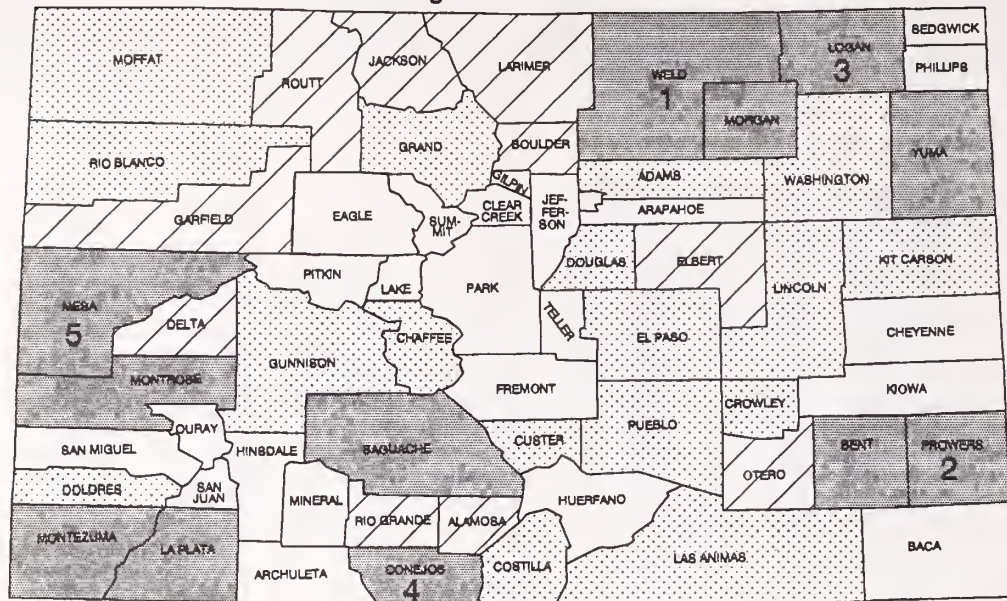 MOFFAT
ROUTT
JACKSON
LARIMER
WELD
1
LOGAN
3
SEDGWICK
PHILLIPS
MORGAN
YUMA
RIO BLANCO
GRAND
BOULDER
GILPIN
ADAMS
WASHINGTON
GARFIELD
EAGLE
SUM-
MIT
CLEAR
CREEK
JEF-
FER-
SON
ARAPAHOE
MESA
5
PITKIN
LAKE
PARK
DOUGLAS
ELBERT
LINCOLN
KIT CARSON
DELTA
GUNNISON
CHAFFEE
TELLER
EL PASO
CHEYENNE
MONTROSE
FREMONT
CROWLEY
KIOWA
OURAY
SAN MIGUEL
HINSDALE
SAGUACHE
CUSTER
PUEBLO
OTERO
BENT
PROWERS
2
DOLORES
SAN
JUAN
MINERAL
RIO GRANDE
ALAMOSA
HUERFANO
MONTEZUMA
LA PLATA
ARCHULETA
CONEJOS
4
COSTILLA
LAS ANIMAS
BACA